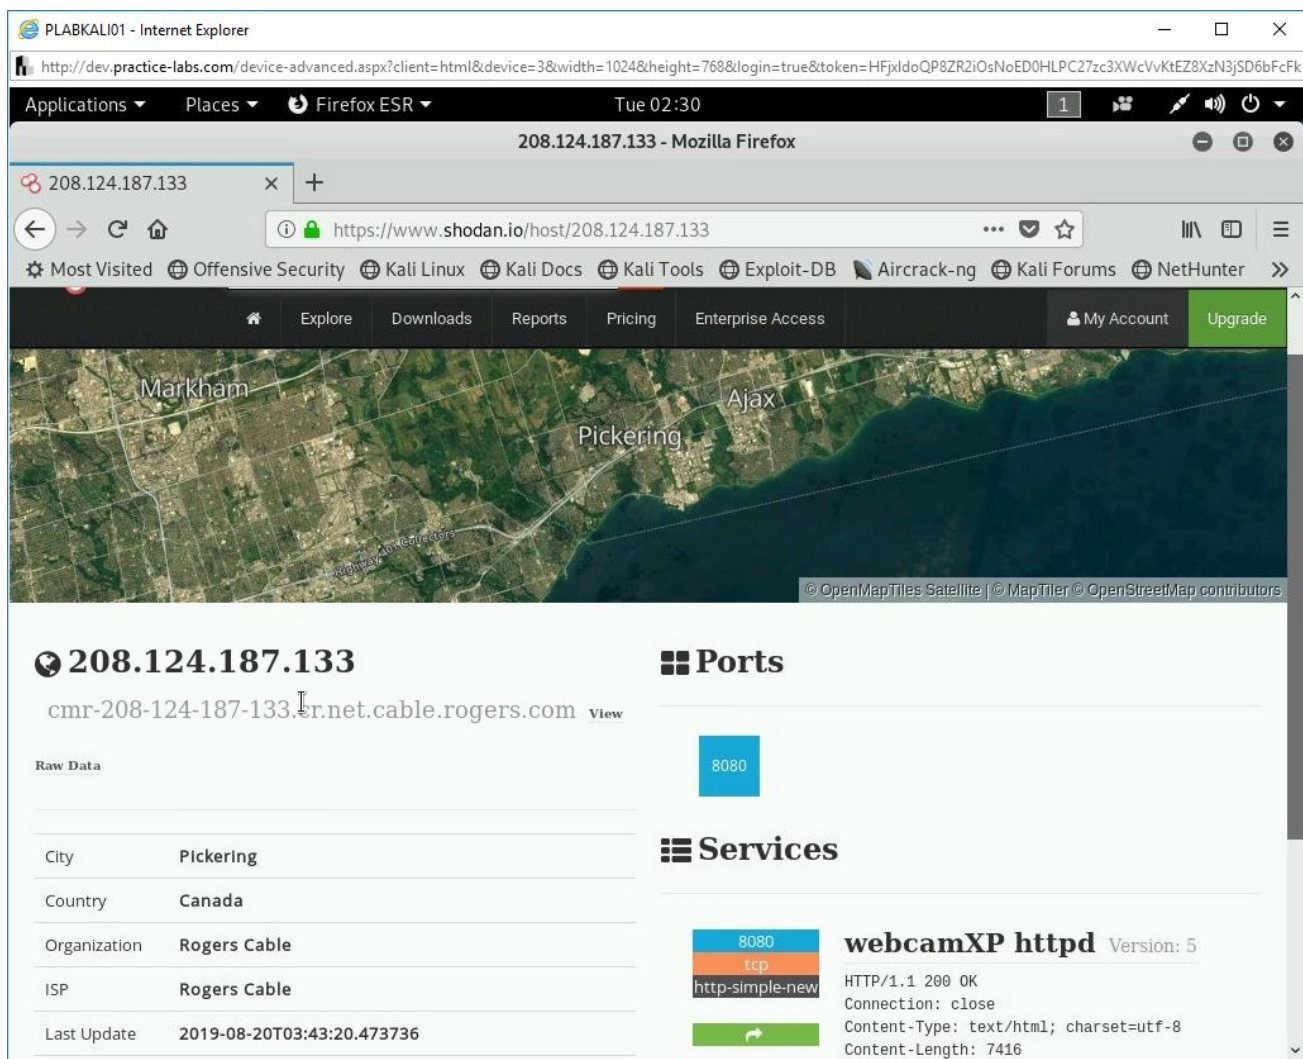 PLABKALI01 - Internet Explorer
http://dev.practice-labs.com/device-advanced.aspx?client=html&device=3&width=1024&height=768&login=true&token=HFjxIdoQP8ZR2iOsNoED0HLPC27zc3XWcVvKtEZ8XzN3jSD6bFcFk
Applications Places Firefox ESR Tue 02:30 1
208.124.187.133 - Mozilla Firefox
208.124.187.133
https://www.shodan.io/host/208.124.187.133
Most Visited Offensive Security Kali Linux Kali Docs Kali Tools Exploit-DB Aircrack-ng Kali Forums NetHunter
Explore Downloads Reports Pricing Enterprise Access My Account Upgrade
Markham
Ajax
Pickering
Highway 401 Collectors
© OpenMapTiles Satellite | © MapTiler © OpenStreetMap contributors
208.124.187.133
cmr-208-124-187-133.cr.net.cable.rogers.com View
Raw Data
City Pickering
Country Canada
Organization Rogers Cable
ISP Rogers Cable
Last Update 2019-08-20T03:43:20.473736
Ports
8080
Services
8080
tcp
http-simple-new
webcamXP httpd Version: 5
HTTP/1.1 200 OK
Connection: close
Content-Type: text/html; charset=utf-8
Content-Length: 7416